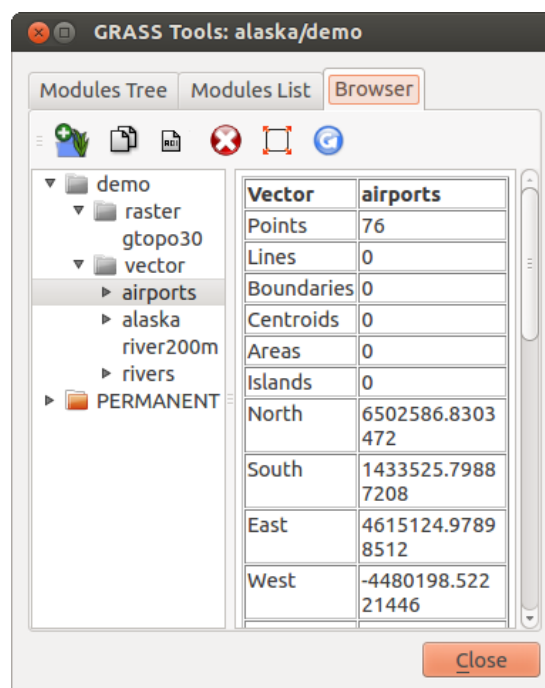 GRASS Tools: alaska/demo
Modules Tree
Modules List
Browser
demo
raster
gtopo30
vector
airports
alaska
river200m
rivers
PERMANENT
Vector airports
Points 76
Lines 0
Boundaries 0
Centroids 0
Areas 0
Islands 0
North 6502586.8303
472
South 1433525.7988
7208
East 4615124.9789
8512
West -4480198.522
21446
Close